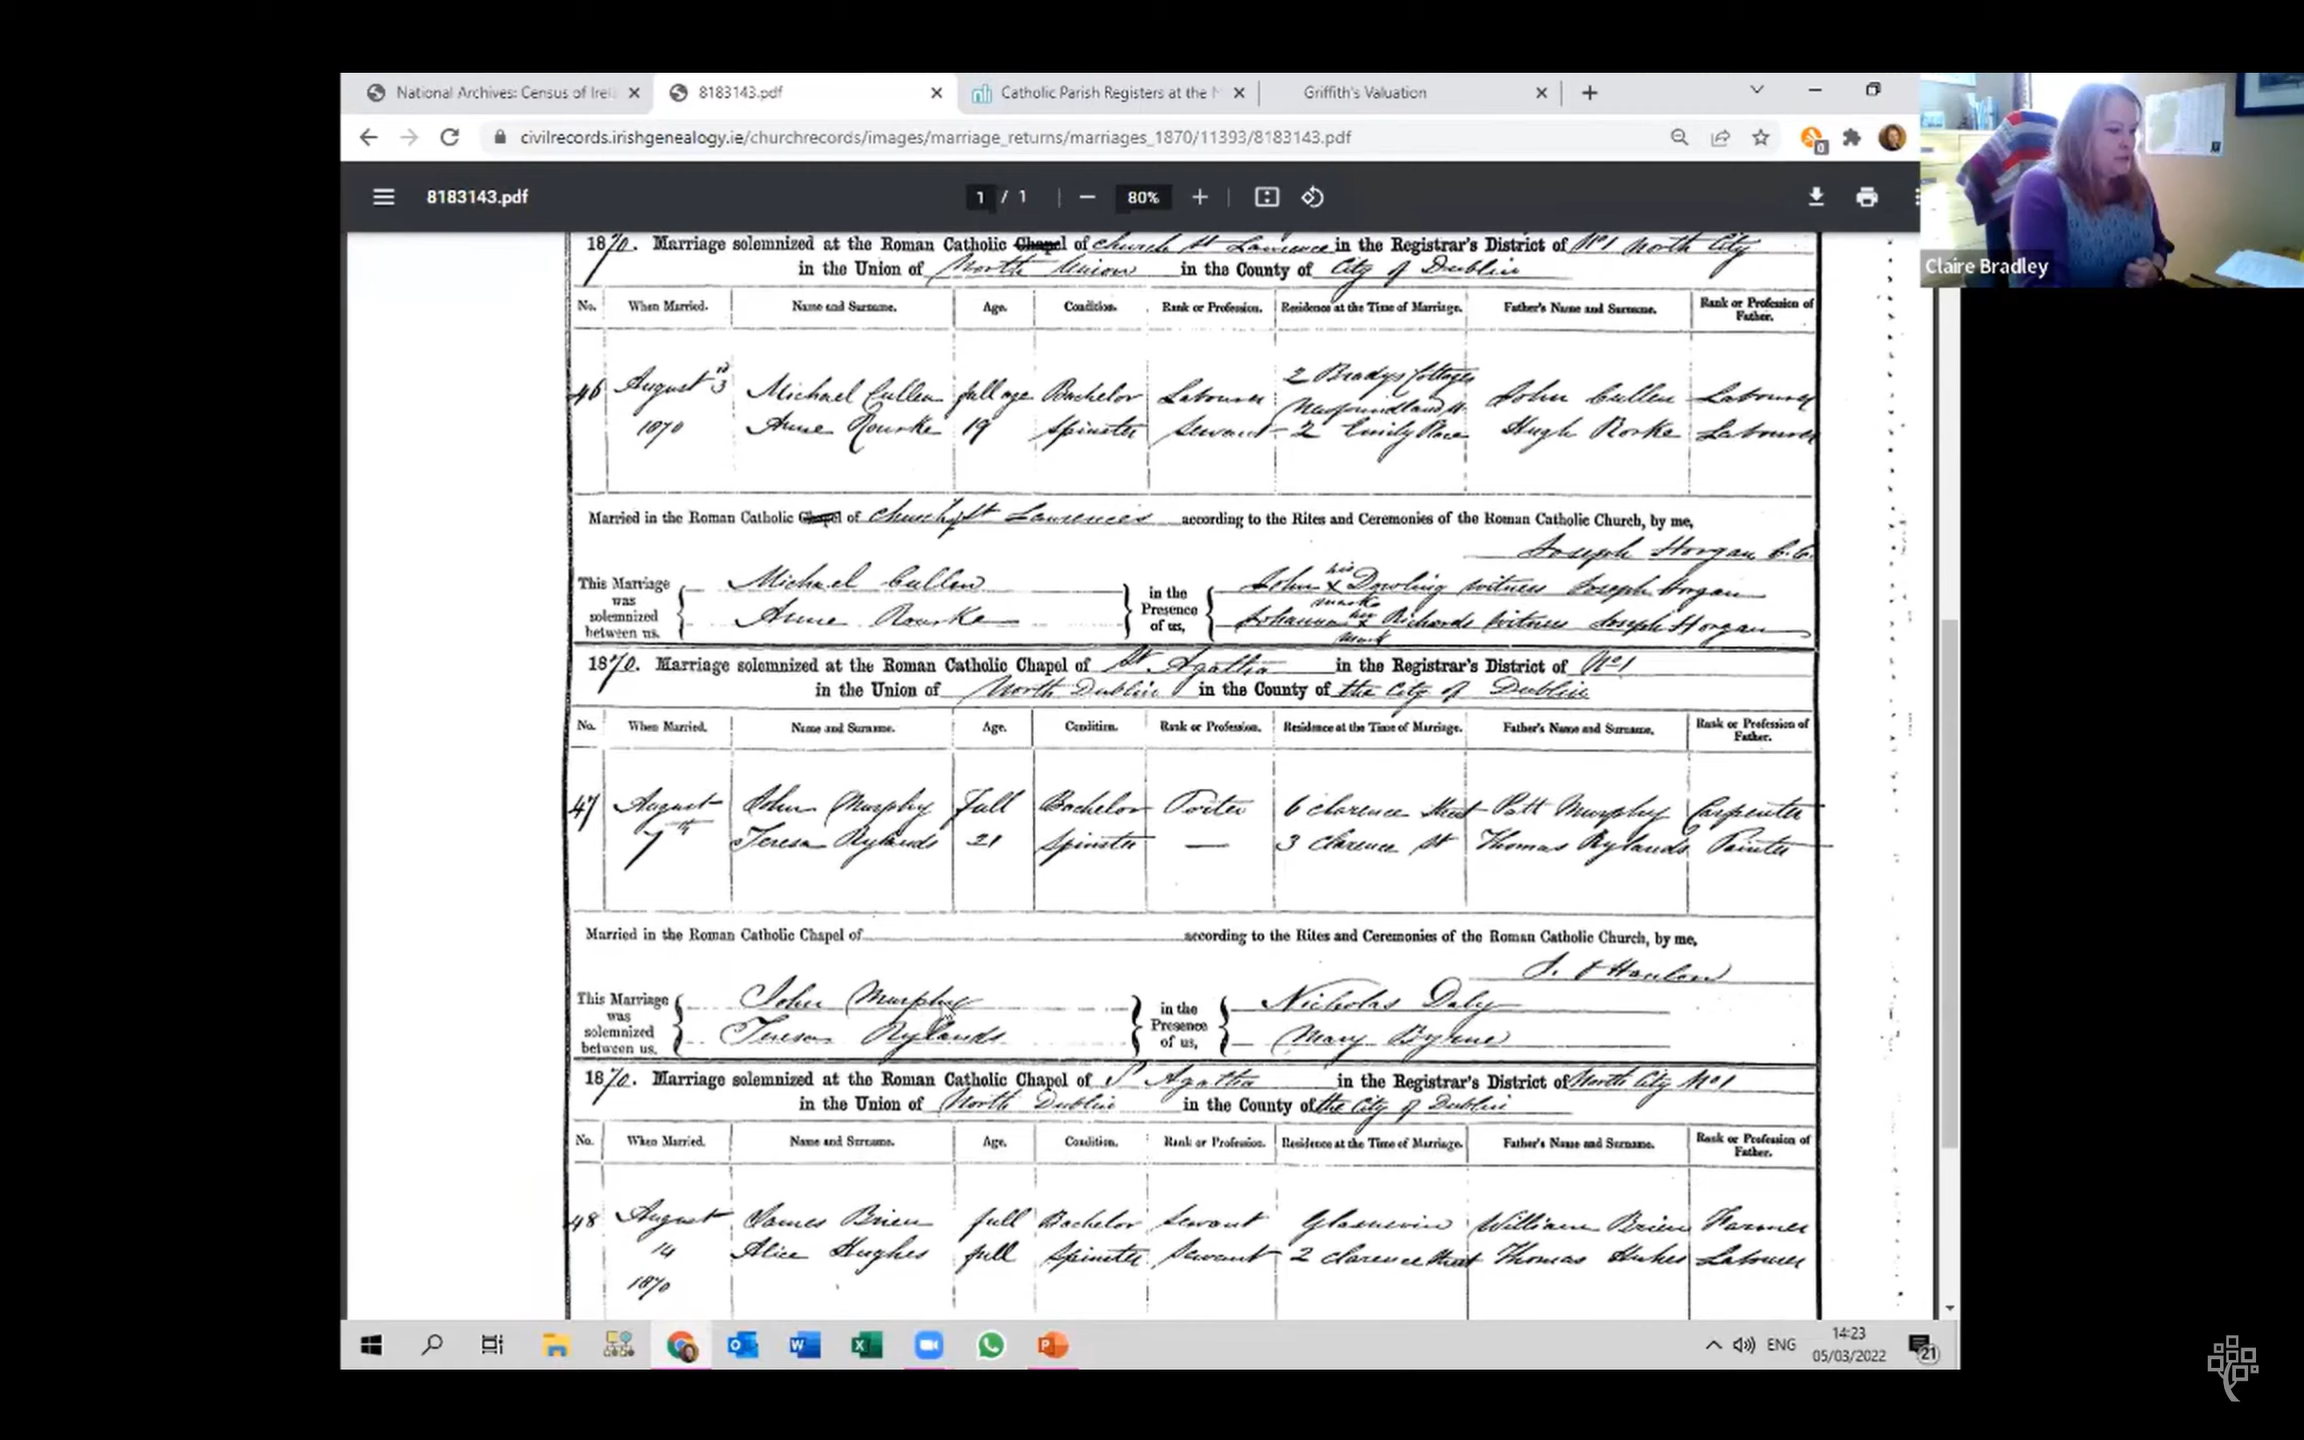 National Archives: Census of Irel
8183143.pdf
Catholic Parish Registers at the N
Griffith's Valuation
civilrecords.irishgenealogy.ie/churchrecords/images/marriage_returns/marriages_1870/11393/8183143.pdf
0
8183143.pdf
1 / 1
80%
Claire Bradley
1870. Marriage solemnized at the Roman Catholic Chapel of Church St Laurence in the Registrar's District of No 1 North City
in the Union of North Union in the County of City of Dublin
No. When Married. Name and Surname. Age. Condition. Rank or Profession. Residence at the Time of Marriage. Father's Name and Surname. Rank or Profession of Father.
2 Bradys Cottages
46 August 3rd Michael Cullen full age Bachelor Labourer Newfoundland St. John Cullen Labourer
1870 Anne Rourke 19 Spinster Servant 2 Emily Place Hugh Rorke Labourer
Married in the Roman Catholic Chapel of Church of St Laurences according to the Rites and Ceremonies of the Roman Catholic Church, by me,
Joseph Horgan C.C.
This Marriage was solemnized between us, Michael Cullen in the Presence of us, John his x mark Dowling witness Joseph Horgan
Anne Rourke Johanna her x mark Richards witness Joseph Horgan
1870. Marriage solemnized at the Roman Catholic Chapel of St. Agatha in the Registrar's District of No 1
in the Union of North Dublin in the County of the City of Dublin
No. When Married. Name and Surname. Age. Condition. Rank or Profession. Residence at the Time of Marriage. Father's Name and Surname. Rank or Profession of Father.
47 August John Murphy Full Bachelor Porter 6 Clarence Street Patt Murphy Carpenter
7th Teresa Rylands 21 Spinster — 3 Clarence St Thomas Rylands Painter
Married in the Roman Catholic Chapel of according to the Rites and Ceremonies of the Roman Catholic Church, by me,
J. O'Hanlon
This Marriage was solemnized between us, John Murphy in the Presence of us, Nicholas Daly
Teresa Rylands Mary Byrne
1870. Marriage solemnized at the Roman Catholic Chapel of St Agatha in the Registrar's District of North City No 1
in the Union of North Dublin in the County of the City of Dublin
No. When Married. Name and Surname. Age. Condition. Rank or Profession. Residence at the Time of Marriage. Father's Name and Surname. Rank or Profession of Father.
48 August James Brien full Bachelor Servant Glasnevin William Brien Farmer
14 Alice Hughes full Spinster Servant 2 Clarence Street Thomas Hughes Labourer
1870
ENG
14:23
05/03/2022
21